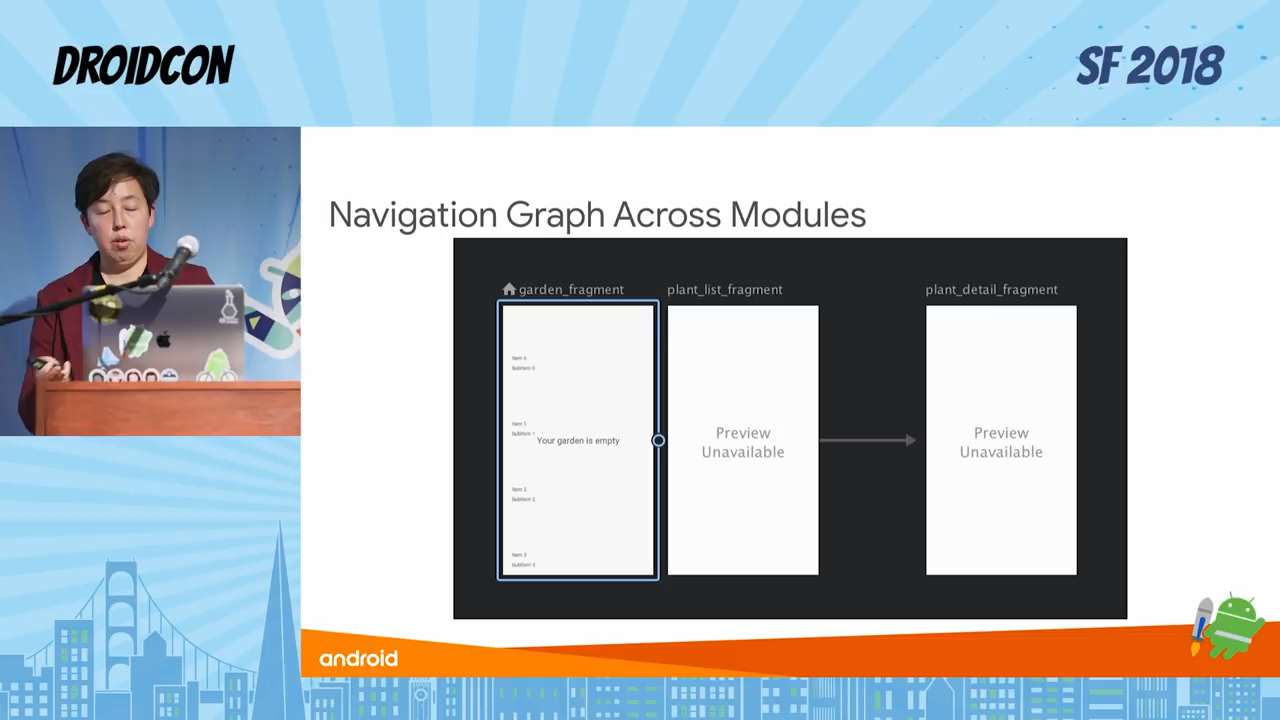 DROIDCON
SF 2018
Navigation Graph Across Modules
garden_fragment
plant_list_fragment
plant_detail_fragment
Item 0
Subitem 0
Item 1
Subitem 1
Your garden is empty
Item 2
Subitem 2
Item 3
Preview
Unavailable
Preview
Unavailable
android